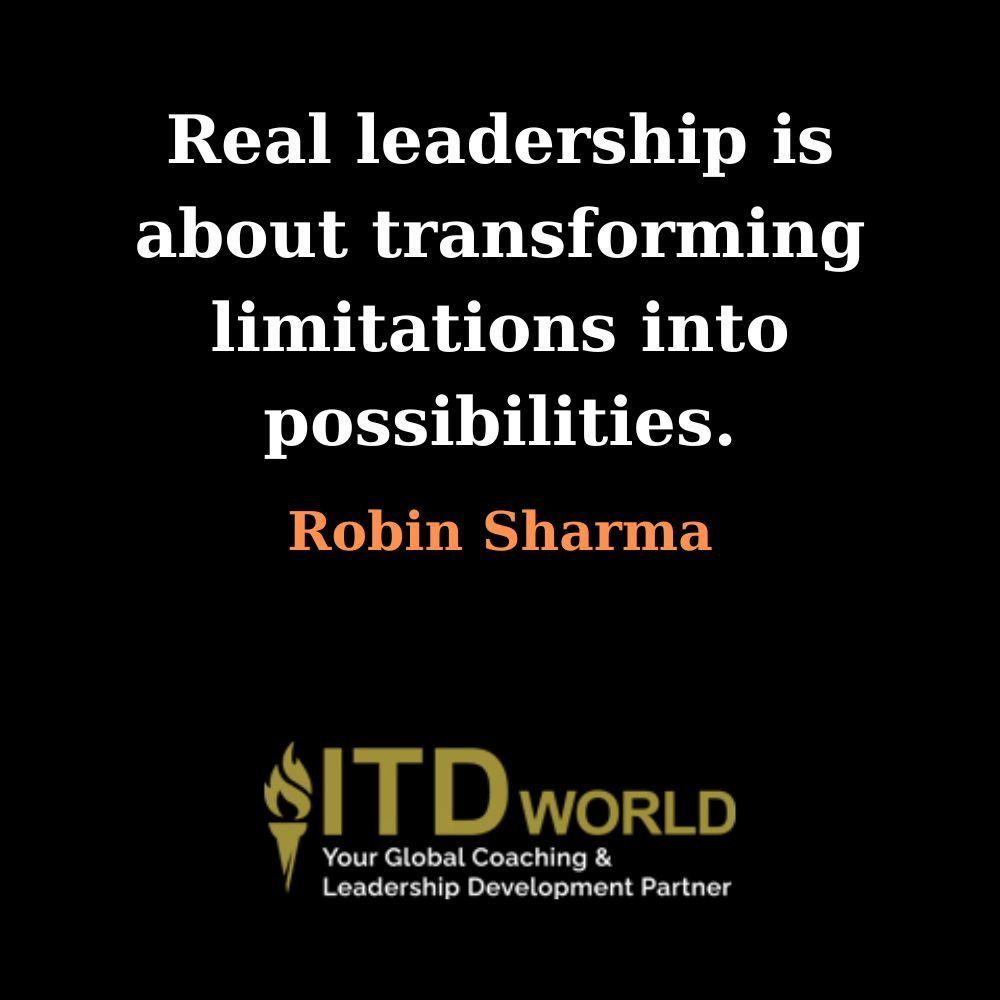 Real leadership is
about transforming
limitations into
possibilities.
Robin Sharma
ITD WORLD
Your Global Coaching &
Leadership Development Partner